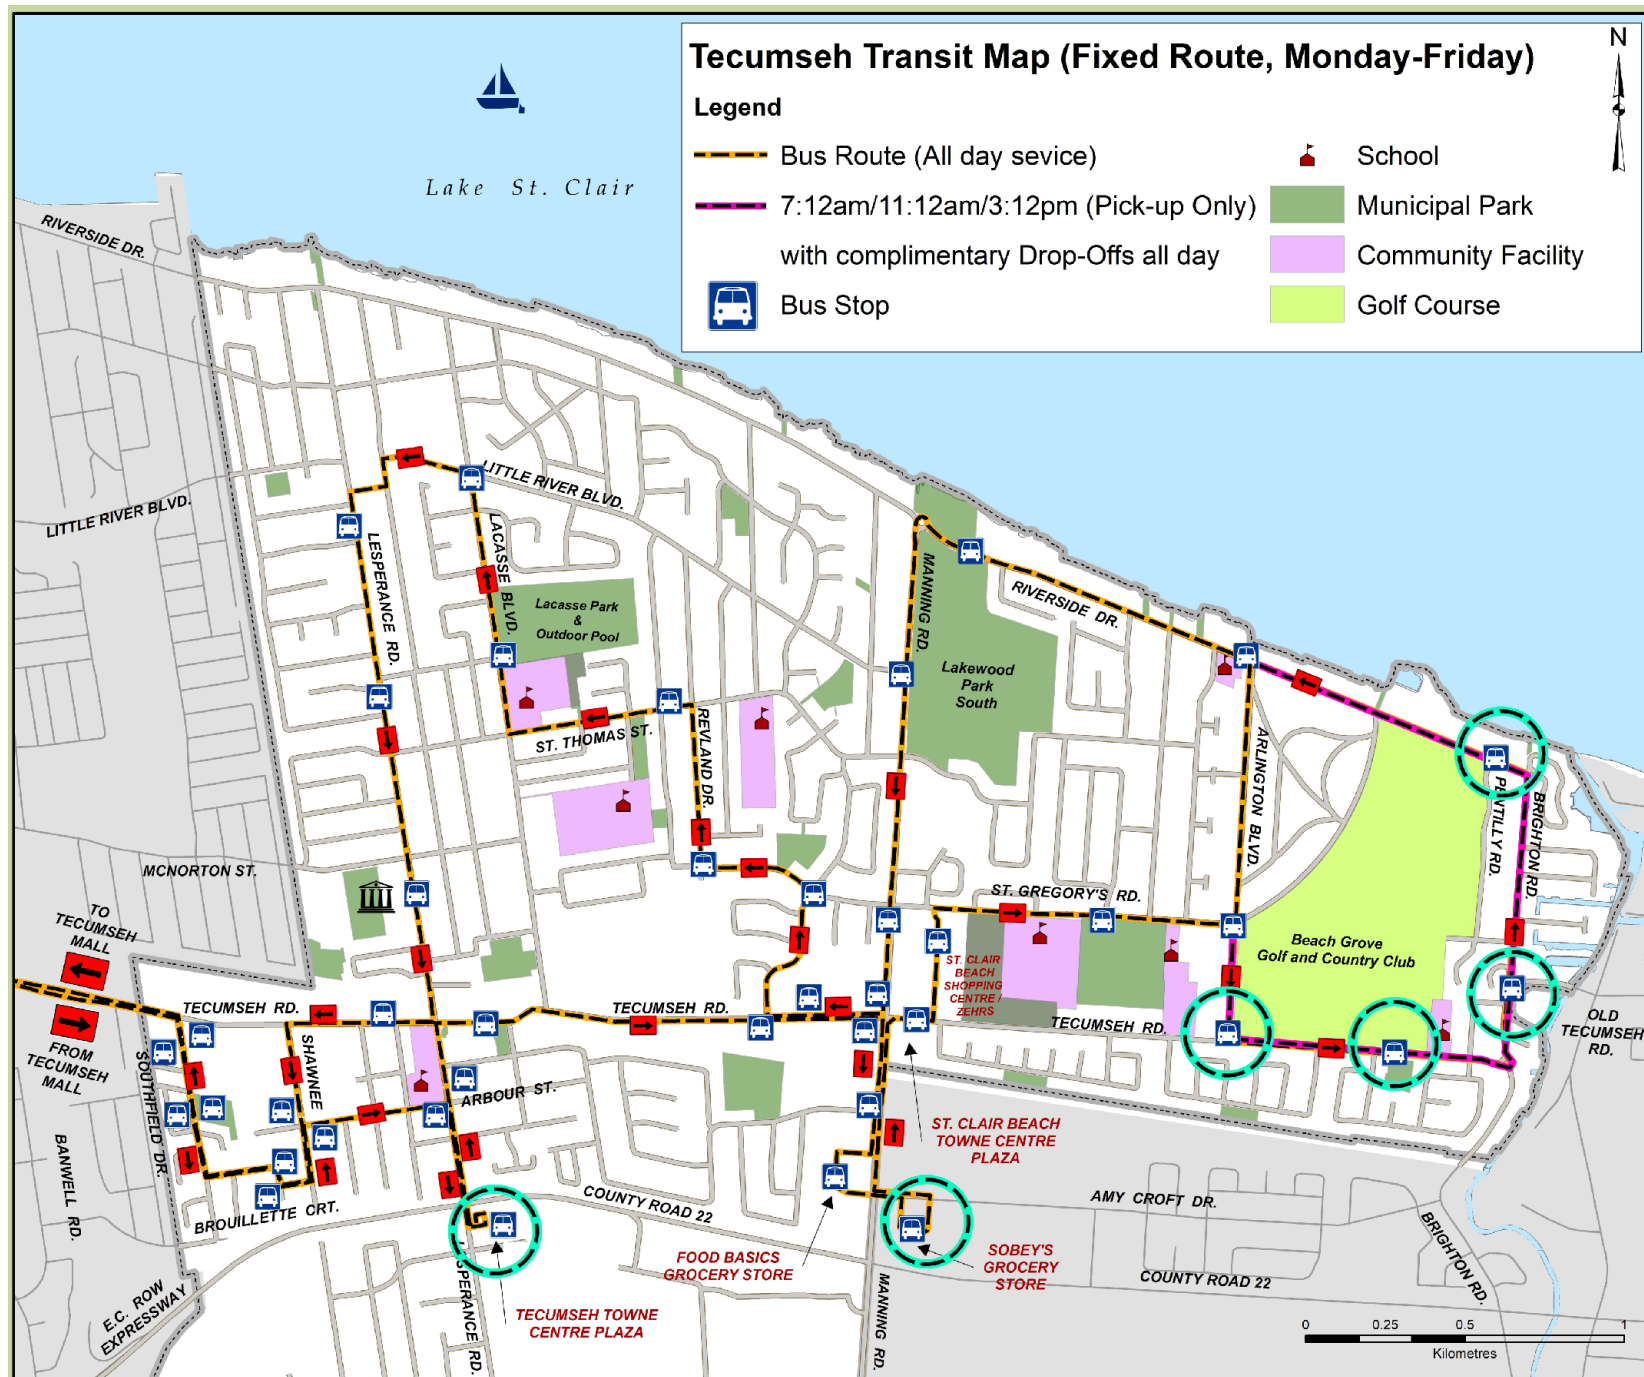 Tecumseh Transit Map (Fixed Route, Monday-Friday)
N
Legend
Bus Route (All day sevice)
School
7:12am/11:12am/3:12pm (Pick-up Only)
with complimentary Drop-Offs all day
Municipal Park
Community Facility
Bus Stop
Golf Course
Lake St. Clair
RIVERSIDE DR.
LITTLE RIVER BLVD.
LITTLE RIVER BLVD.
LESPERANCE RD.
LACASSE BLVD.
Lacasse Park
&
Outdoor Pool
MANNING RD.
RIVERSIDE DR.
Lakewood
Park
South
ST. THOMAS ST.
REVLAND DR.
ARLINGTON BLVD.
PENTILLY RD.
BRIGHTON RD.
MCNORTON ST.
ST. GREGORY'S RD.
Beach Grove
Golf and Country Club
TO
TECUMSEH
MALL
ST. CLAIR
BEACH
SHOPPING
CENTRE /
ZEHRS
TECUMSEH RD.
TECUMSEH RD.
TECUMSEH RD.
OLD
TECUMSEH
RD.
FROM
TECUMSEH
MALL
SOUTHFIELD DR.
SHAWNEE
ARBOUR ST.
BANWELL RD.
ST. CLAIR BEACH
TOWNE CENTRE
PLAZA
BROUILLETTE CRT.
COUNTY ROAD 22
AMY CROFT DR.
BRIGHTON RD.
FOOD BASICS
GROCERY STORE
SOBEY'S
GROCERY
STORE
COUNTY ROAD 22
E.C. ROW
EXPRESSWAY
LESPERANCE RD.
TECUMSEH TOWNE
CENTRE PLAZA
MANNING RD.
0 0.25 0.5 1
Kilometres